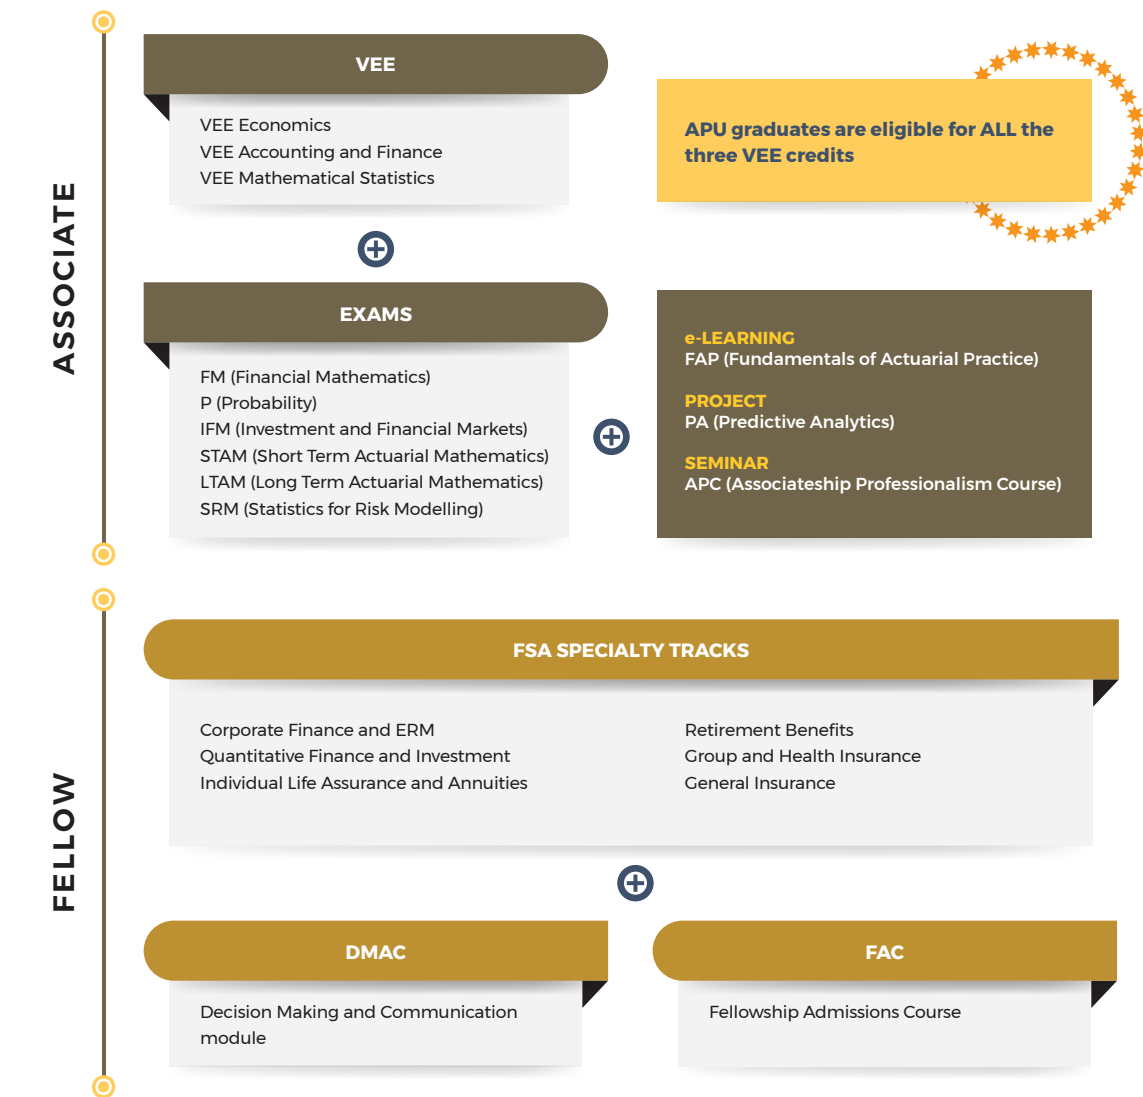 ASSOCIATE
VEE
VEE Economics
VEE Accounting and Finance
VEE Mathematical Statistics
APU graduates are eligible for ALL the
three VEE credits
EXAMS
FM (Financial Mathematics)
P (Probability)
IFM (Investment and Financial Markets)
STAM (Short Term Actuarial Mathematics)
LTAM (Long Term Actuarial Mathematics)
SRM (Statistics for Risk Modelling)
e-LEARNING
FAP (Fundamentals of Actuarial Practice)
PROJECT
PA (Predictive Analytics)
SEMINAR
APC (Associateship Professionalism Course)
FELLOW
FSA SPECIALTY TRACKS
Corporate Finance and ERM
Quantitative Finance and Investment
Individual Life Assurance and Annuities
Retirement Benefits
Group and Health Insurance
General Insurance
DMAC
Decision Making and Communication
module
FAC
Fellowship Admissions Course